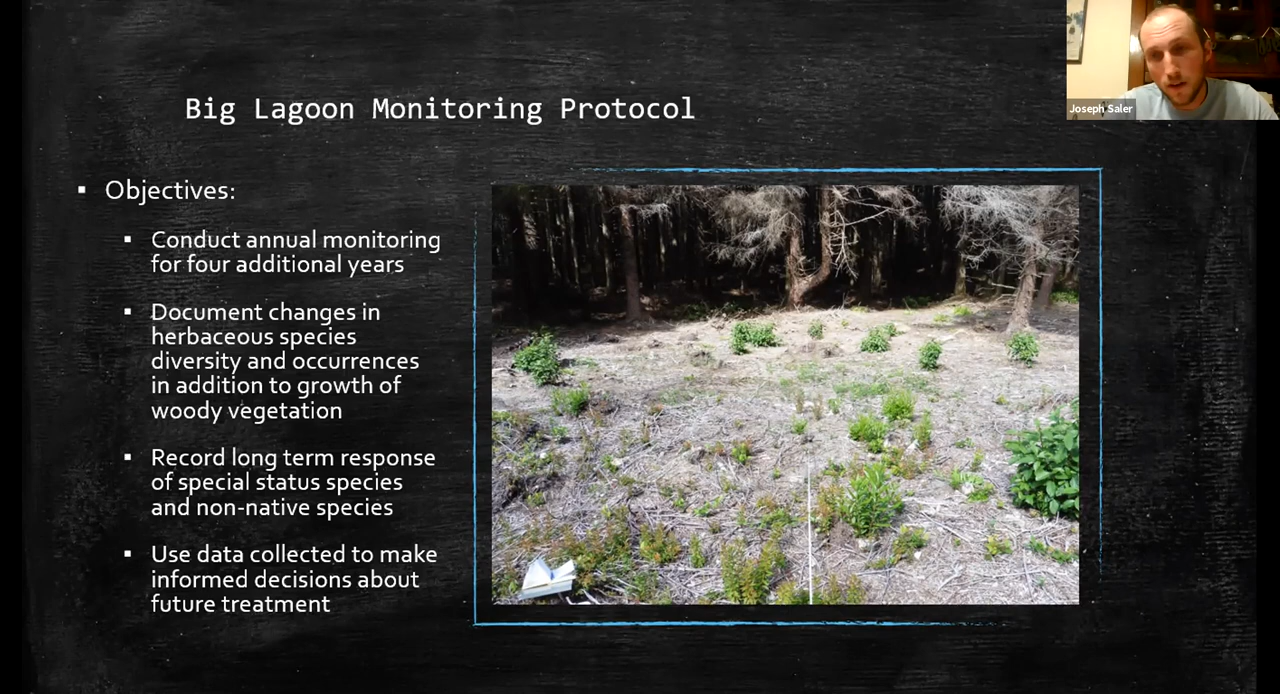 Joseph Saler
Big Lagoon Monitoring Protocol
▪ Objectives:
▪ Conduct annual monitoring
for four additional years
▪ Document changes in
herbaceous species
diversity and occurrences
in addition to growth of
woody vegetation
▪ Record long term response
of special status species
and non-native species
▪ Use data collected to make
informed decisions about
future treatment